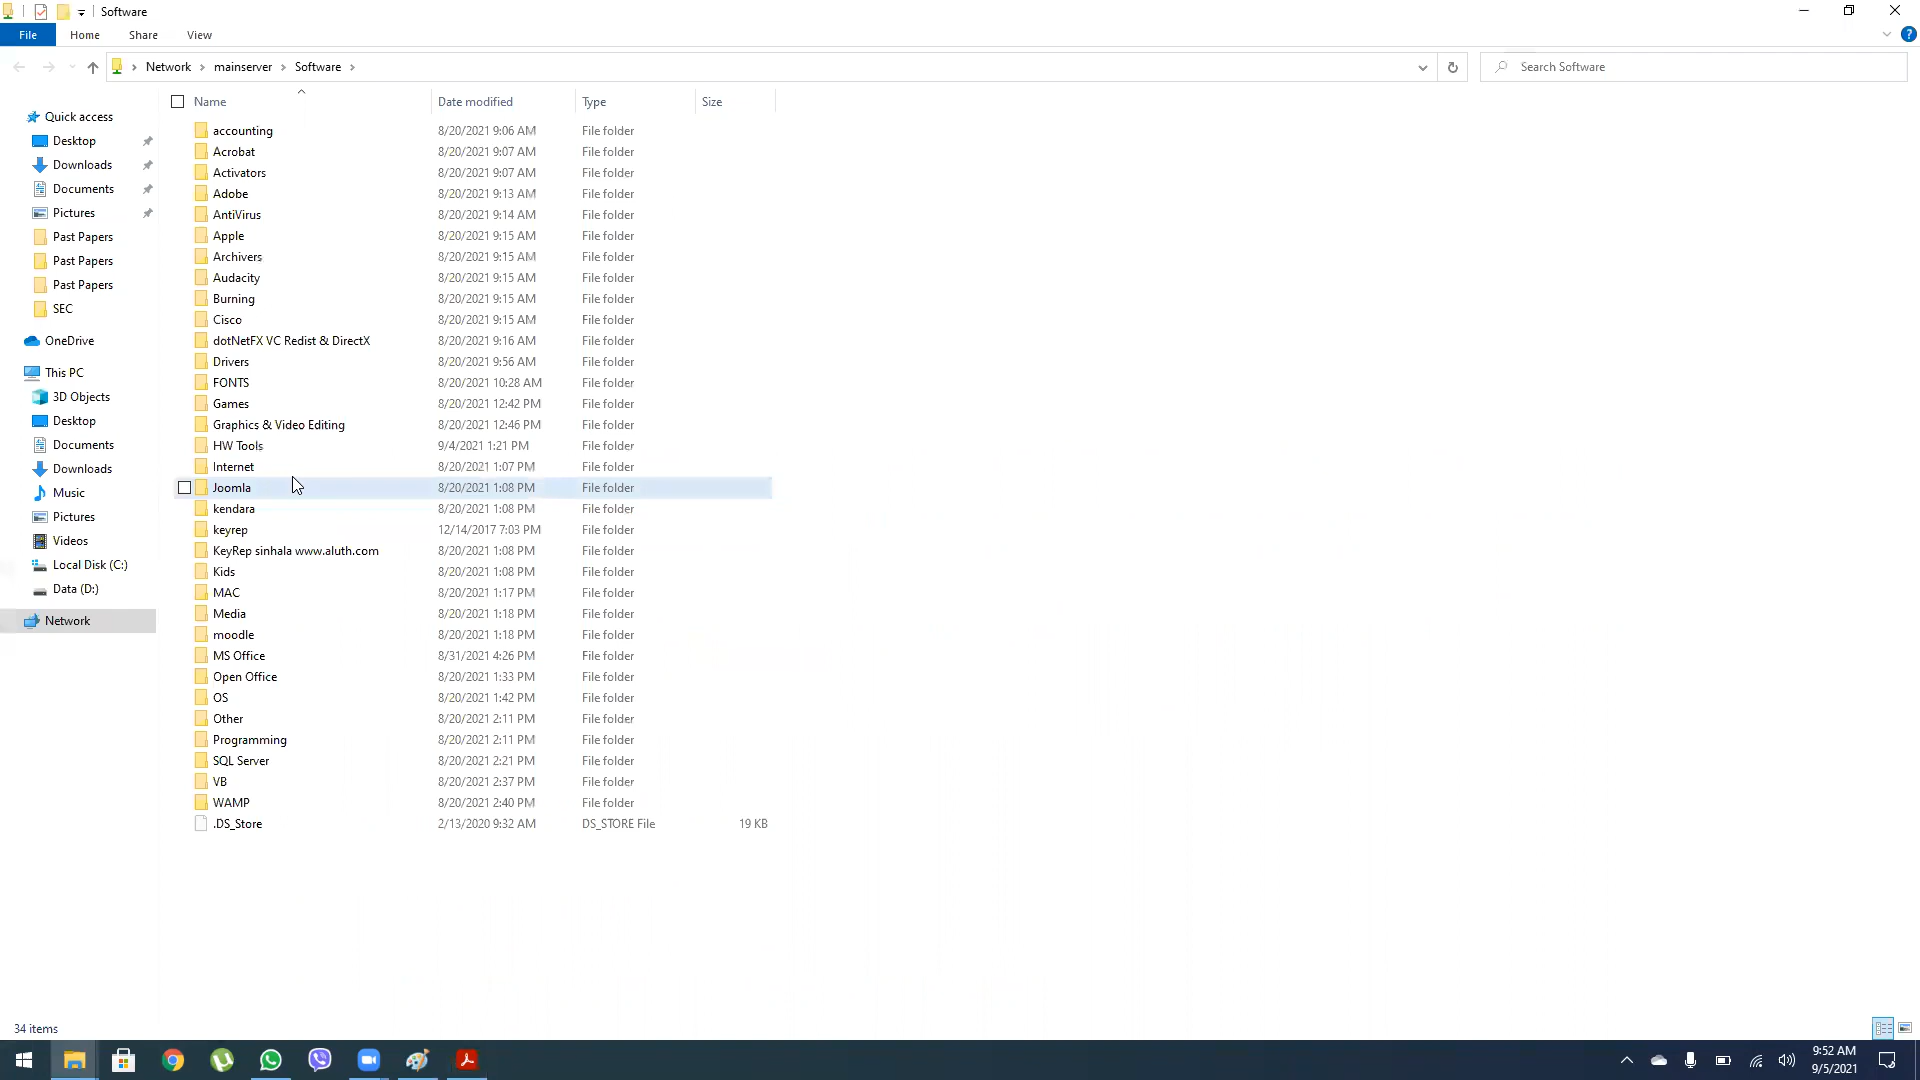 Software
File Home Share View
Network mainserver Software Search Software
Name Date modified Type Size
Quick access
Desktop
Downloads
Documents
Pictures
Past Papers
Past Papers
Past Papers
SEC
OneDrive
This PC
3D Objects
Desktop
Documents
Downloads
Music
Pictures
Videos
Local Disk (C:)
Data (D:)
Network
accounting 8/20/2021 9:06 AM File folder
Acrobat 8/20/2021 9:07 AM File folder
Activators 8/20/2021 9:07 AM File folder
Adobe 8/20/2021 9:13 AM File folder
AntiVirus 8/20/2021 9:14 AM File folder
Apple 8/20/2021 9:15 AM File folder
Archivers 8/20/2021 9:15 AM File folder
Audacity 8/20/2021 9:15 AM File folder
Burning 8/20/2021 9:15 AM File folder
Cisco 8/20/2021 9:15 AM File folder
dotNetFX VC Redist & DirectX 8/20/2021 9:16 AM File folder
Drivers 8/20/2021 9:56 AM File folder
FONTS 8/20/2021 10:28 AM File folder
Games 8/20/2021 12:42 PM File folder
Graphics & Video Editing 8/20/2021 12:46 PM File folder
HW Tools 9/4/2021 1:21 PM File folder
Internet 8/20/2021 1:07 PM File folder
Joomla 8/20/2021 1:08 PM File folder
kendara 8/20/2021 1:08 PM File folder
keyrep 12/14/2017 7:03 PM File folder
KeyRep sinhala www.aluth.com 8/20/2021 1:08 PM File folder
Kids 8/20/2021 1:08 PM File folder
MAC 8/20/2021 1:17 PM File folder
Media 8/20/2021 1:18 PM File folder
moodle 8/20/2021 1:18 PM File folder
MS Office 8/31/2021 4:26 PM File folder
Open Office 8/20/2021 1:33 PM File folder
OS 8/20/2021 1:42 PM File folder
Other 8/20/2021 2:11 PM File folder
Programming 8/20/2021 2:11 PM File folder
SQL Server 8/20/2021 2:21 PM File folder
VB 8/20/2021 2:37 PM File folder
WAMP 8/20/2021 2:40 PM File folder
.DS_Store 2/13/2020 9:32 AM DS_STORE File 19 KB
34 items
9:52 AM
9/5/2021